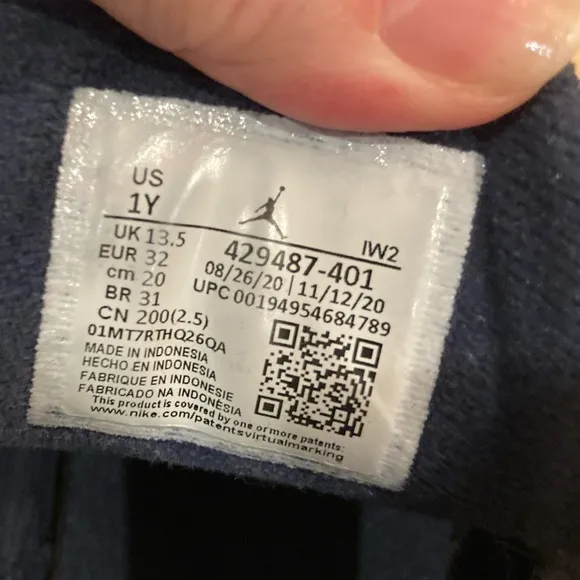 US
1Y
UK 13.5
EUR 32
cm 20
BR 31
CN 200(2.5)
IW2
429487-401
08/26/20 | 11/12/20
UPC 00194954684789
01MT7RTHQ26QA
MADE IN INDONESIA
HECHO EN INDONESIA
FABRIQUE EN INDONESIE
FABRICADO NA INDONÉSIA
This product is covered by one or more patents:
www.nike.com/patentsvirtualmarking